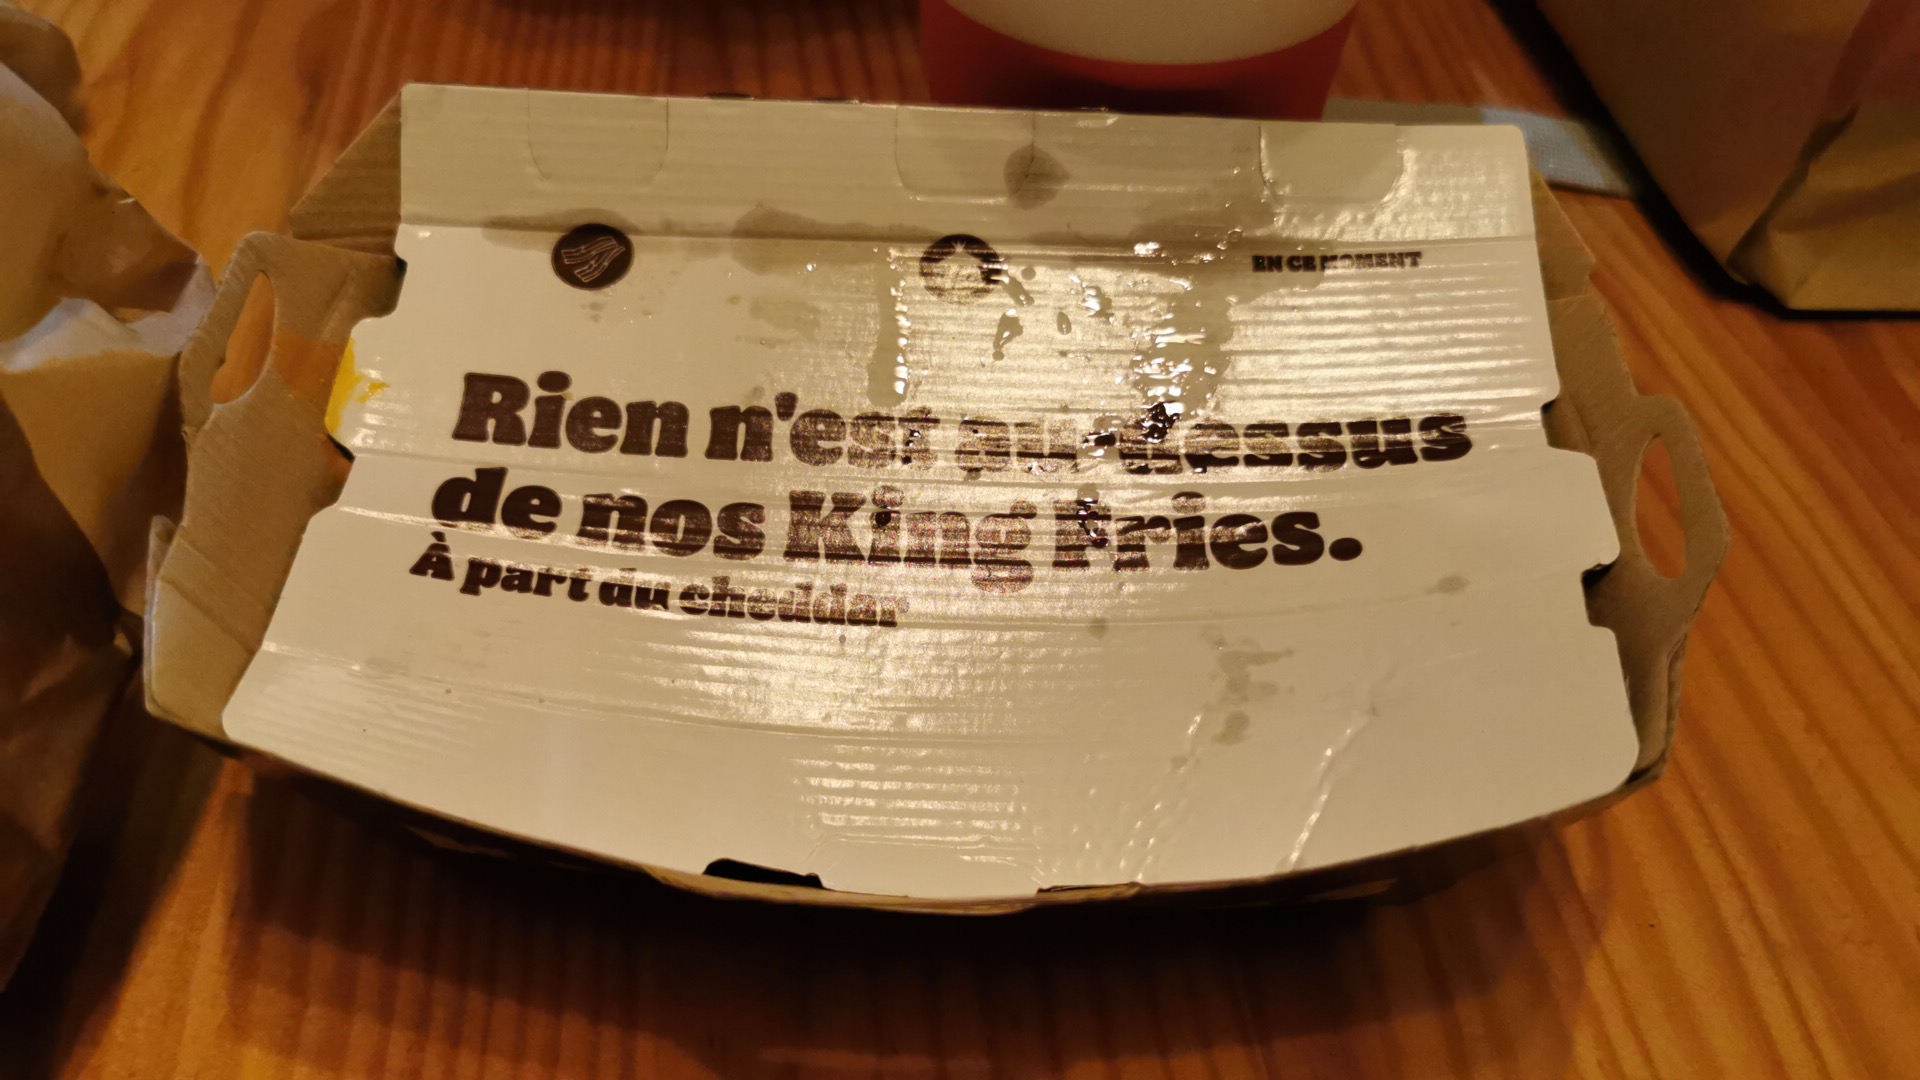 EN CE MOMENT
Rien n'est au-dessus
de nos King Fries.
À part du cheddar